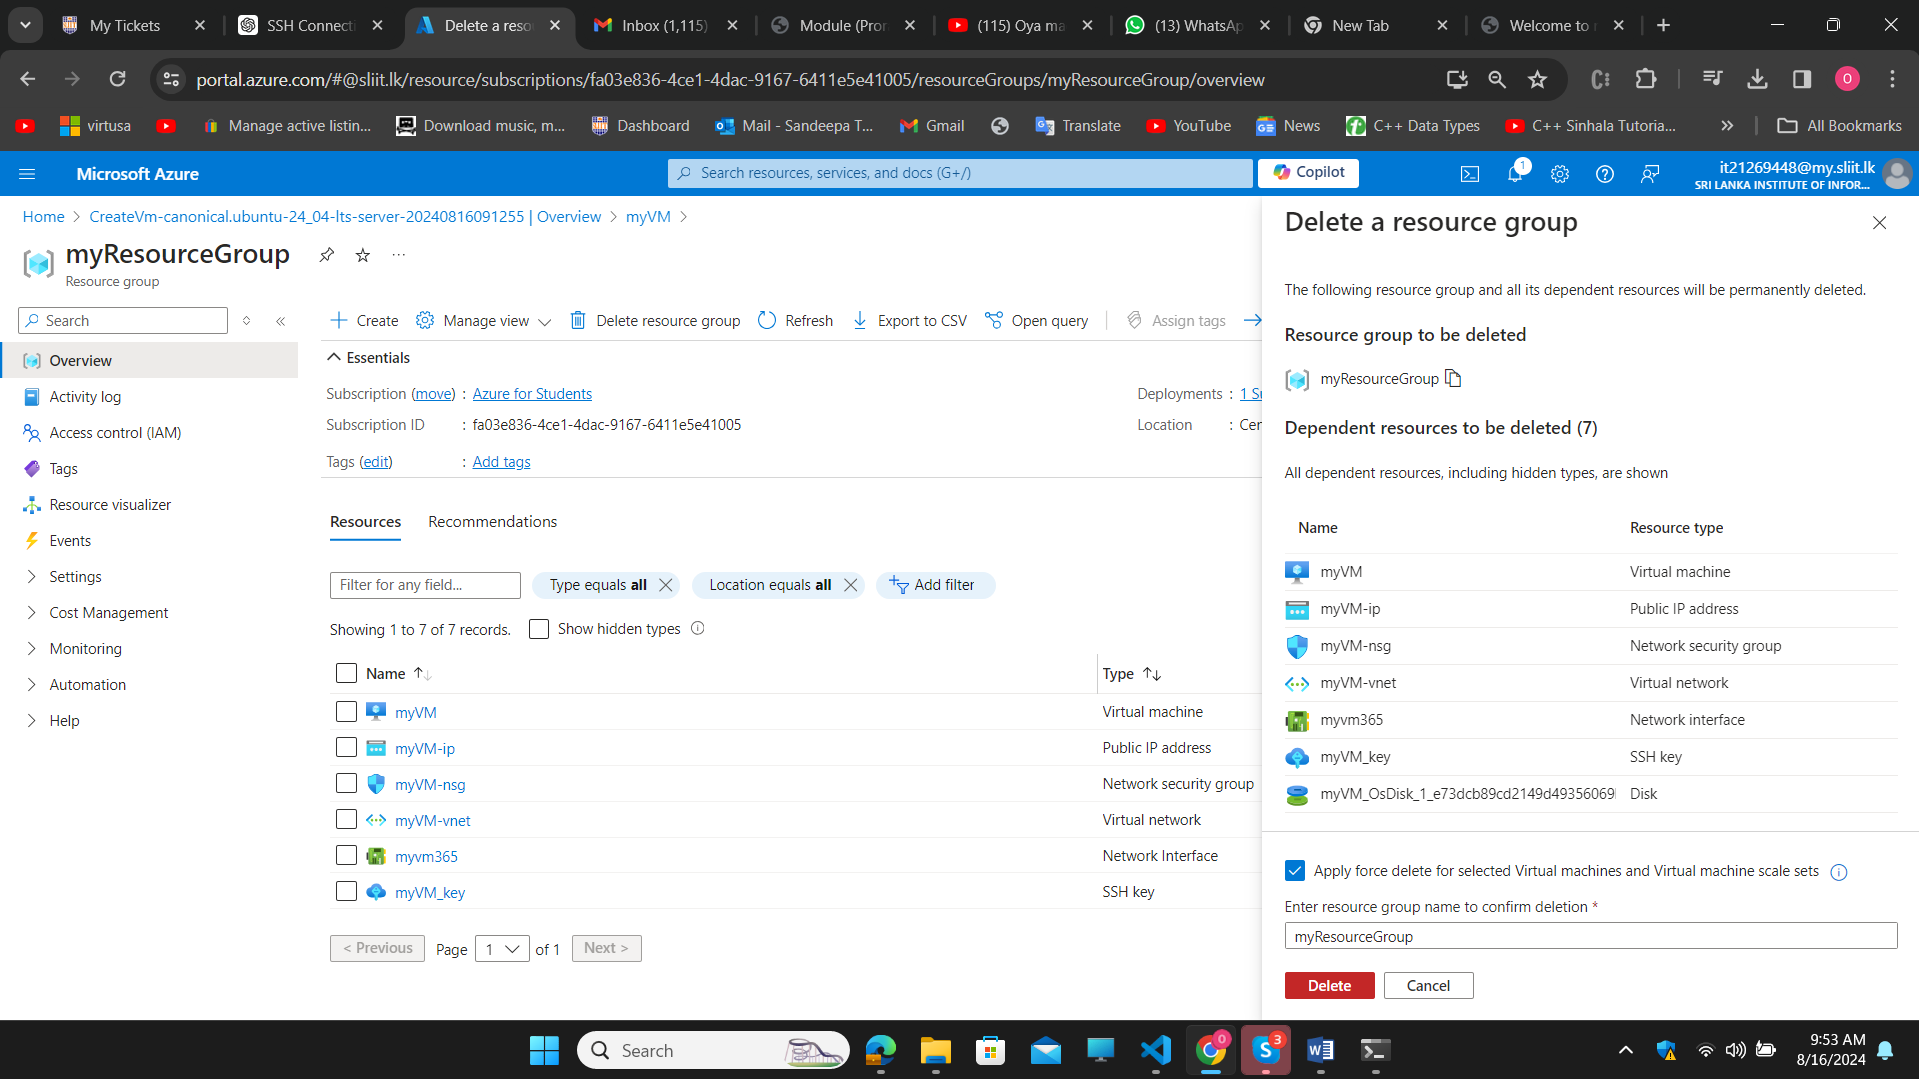 My Tickets
SSH Connecti
Delete a reso
Inbox (1,115)
Module (Pron
(115) Oya ma
(13) WhatsAp
New Tab
Welcome to n
portal.azure.com/#@sliit.lk/resource/subscriptions/fa03e836-4ce1-4dac-9167-6411e5e41005/resourceGroups/myResourceGroup/overview
O
virtusa
Manage active listin...
Download music, m...
Dashboard
Mail - Sandeepa T...
Gmail
Translate
YouTube
News
C++ Data Types
C++ Sinhala Tutoria...
All Bookmarks
Microsoft Azure
Search resources, services, and docs (G+/)
Copilot
1
it21269448@my.sliit.lk
SRI LANKA INSTITUTE OF INFOR...
Home > CreateVm-canonical.ubuntu-24_04-lts-server-20240816091255 | Overview > myVM >
myResourceGroup
Resource group
Search
Overview
Activity log
Access control (IAM)
Tags
Resource visualizer
Events
Settings
Cost Management
Monitoring
Automation
Help
Create
Manage view
Delete resource group
Refresh
Export to CSV
Open query
Assign tags
Essentials
Subscription (move) : Azure for Students
Subscription ID : fa03e836-4ce1-4dac-9167-6411e5e41005
Tags (edit) : Add tags
Deployments : 1 Su
Location : Cen
Resources
Recommendations
Filter for any field...
Type equals all
Location equals all
Add filter
Showing 1 to 7 of 7 records.
Show hidden types
Name
Type
myVM Virtual machine
myVM-ip Public IP address
myVM-nsg Network security group
myVM-vnet Virtual network
myvm365 Network Interface
myVM_key SSH key
< Previous
Page 1 of 1
Next >
Delete a resource group
The following resource group and all its dependent resources will be permanently deleted.
Resource group to be deleted
myResourceGroup
Dependent resources to be deleted (7)
All dependent resources, including hidden types, are shown
Name Resource type
myVM Virtual machine
myVM-ip Public IP address
myVM-nsg Network security group
myVM-vnet Virtual network
myvm365 Network interface
myVM_key SSH key
myVM_OsDisk_1_e73dcb89cd2149d49356069 Disk
Apply force delete for selected Virtual machines and Virtual machine scale sets
Enter resource group name to confirm deletion *
myResourceGroup
Delete
Cancel
Search
0
3
9:53 AM
8/16/2024